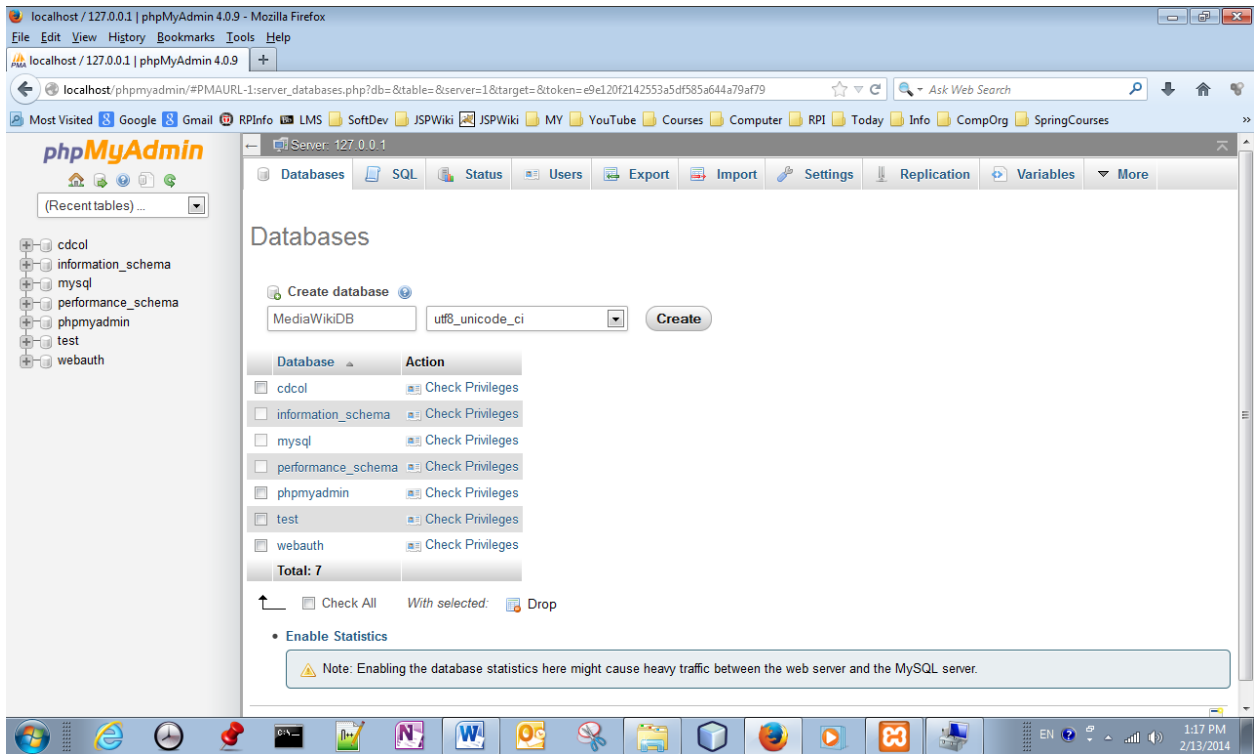 localhost / 127.0.0.1 | phpMyAdmin 4.0.9 - Mozilla Firefox
File Edit View History Bookmarks Tools Help
PMA localhost / 127.0.0.1 | phpMyAdmin 4.0.9 +
localhost/phpmyadmin/#PMAURL-1:server_databases.php?db=&table=&server=1&target=&token=e9e120f2142553a5df585a644a79af79 Ask Web Search
Most Visited Google Gmail RPInfo LMS SoftDev JSPWiki JSPWiki MY YouTube Courses Computer RPI Today Info CompOrg SpringCourses »
phpMyAdmin
(Recent tables) ...
cdcol
information_schema
mysql
performance_schema
phpmyadmin
test
webauth
Server: 127.0.0.1
Databases SQL Status Users Export Import Settings Replication Variables More
Databases
Create database
MediaWikiDB utf8_unicode_ci Create
Database Action
cdcol Check Privileges
information_schema Check Privileges
mysql Check Privileges
performance_schema Check Privileges
phpmyadmin Check Privileges
test Check Privileges
webauth Check Privileges
Total: 7
Check All With selected: Drop
• Enable Statistics
Note: Enabling the database statistics here might cause heavy traffic between the web server and the MySQL server.
EN 1:17 PM
2/13/2014